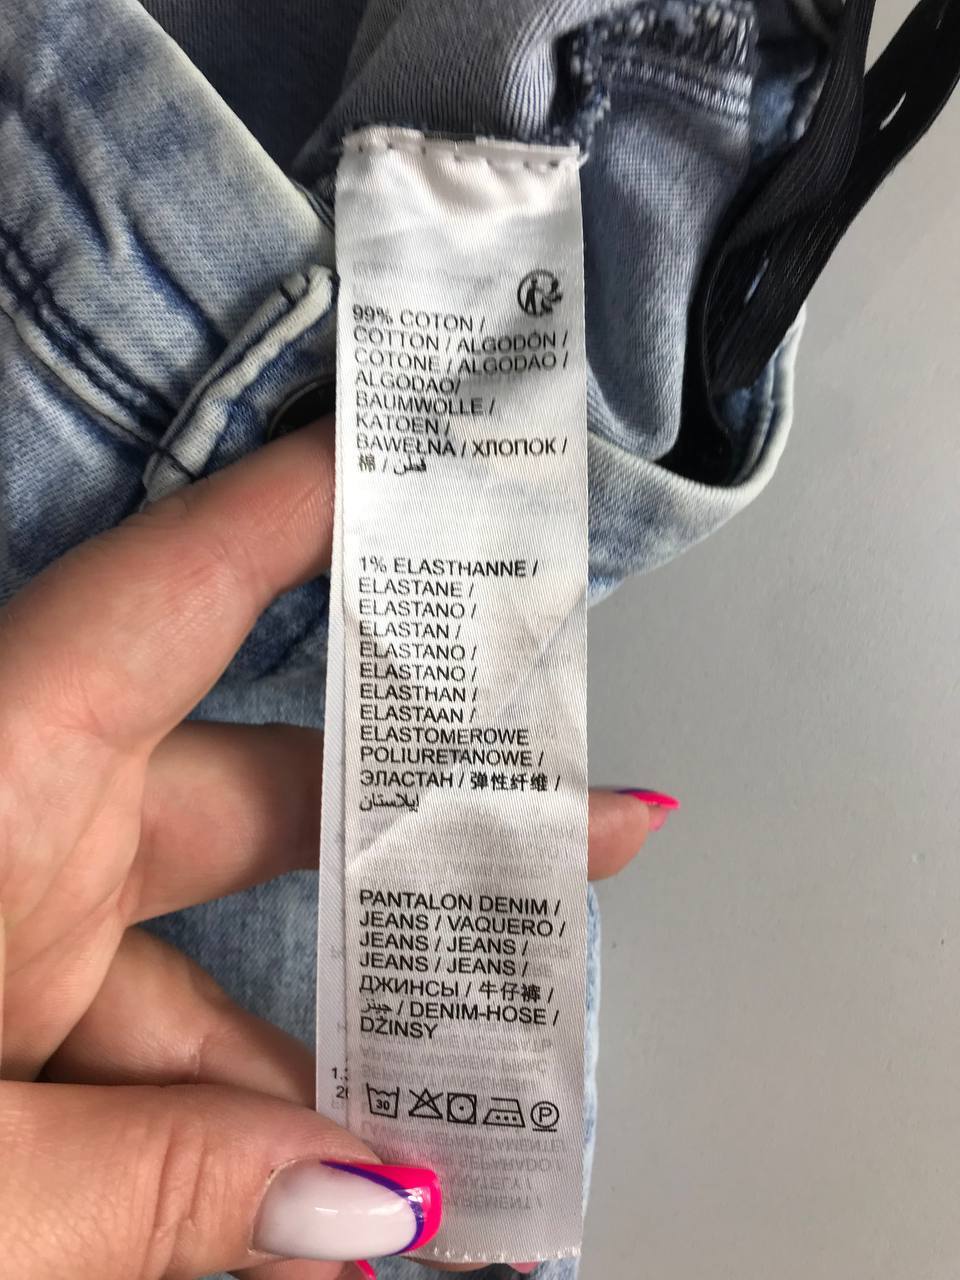 99% COTON /
COTTON / ALGODÓN /
COTONE / ALGODAO /
ALGODAO/
BAUMWOLLE /
KATOEN /
BAWEŁNA / ХЛОПОК /
棉 / قطن
1% ELASTHANNE /
ELASTANE /
ELASTANO /
ELASTAN /
ELASTANO /
ELASTANO /
ELASTHAN /
ELASTAAN /
ELASTOMEROWE
POLIURETANOWE /
ЭЛАСТАН / 弹性纤维 /
إيلاستان
PANTALON DENIM /
JEANS / VAQUERO /
JEANS / JEANS /
JEANS / JEANS /
ДЖИНСЫ / 牛仔裤 /
جينز / DENIM-HOSE /
DŻINSY
30 P